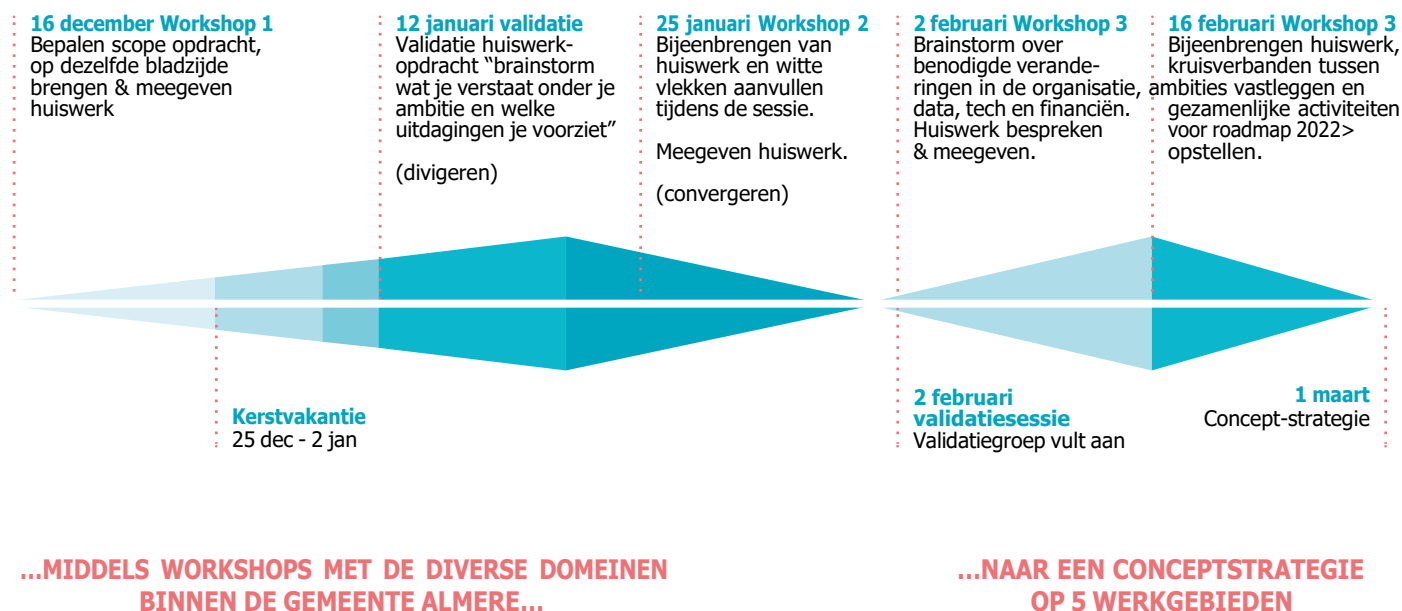 16 december Workshop 1
Bepalen scope opdracht,
op dezelfde bladzijde
brengen & meegeven
huiswerk
12 januari validatie
Validatie huiswerk-
opdracht “brainstorm
wat je verstaat onder je
ambitie en welke
uitdagingen je voorziet”
(divigeren)
25 januari Workshop 2
Bijeenbrengen van
huiswerk en witte
vlekken aanvullen
tijdens de sessie.
Meegeven huiswerk.
(convergeren)
2 februari Workshop 3
Brainstorm over
benodigde verande-
ringen in de organisatie,
data, tech en financiën.
Huiswerk bespreken
& meegeven.
16 februari Workshop 3
Bijeenbrengen huiswerk,
kruisverbanden tussen
ambities vastleggen en
gezamenlijke activiteiten
voor roadmap 2022>
opstellen.
Kerstvakantie
25 dec - 2 jan
2 februari
validatiesessie
Validatiegroep vult aan
1 maart
Concept-strategie
...MIDDELS WORKSHOPS MET DE DIVERSE DOMEINEN
BINNEN DE GEMEENTE ALMERE...
...NAAR EEN CONCEPTSTRATEGIE
OP 5 WERKGEBIEDEN